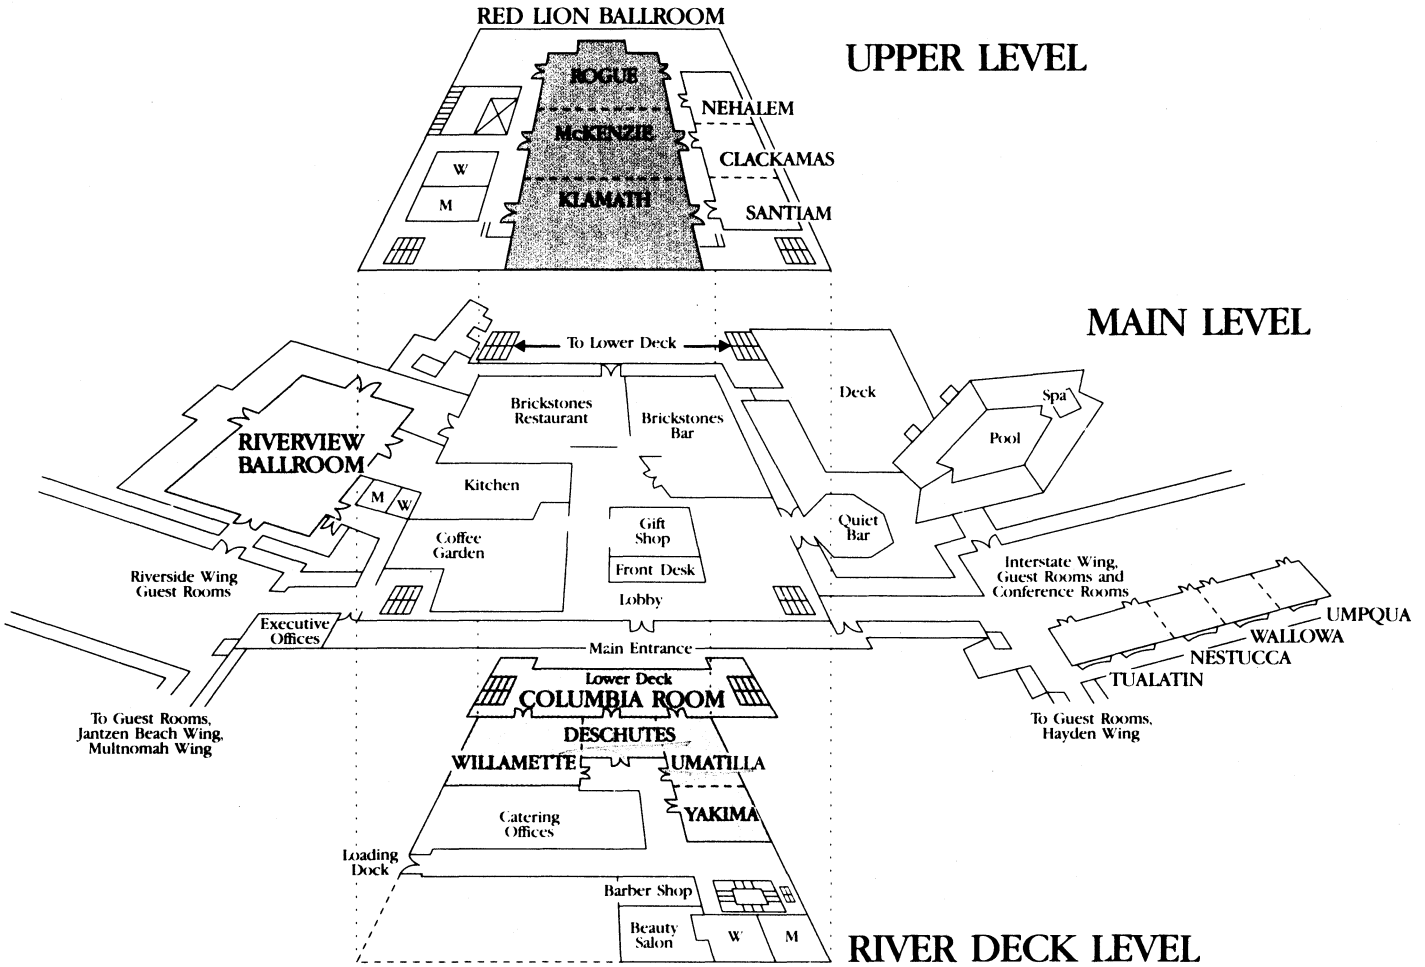 RED LION BALLROOM
UPPER LEVEL
ROGUE
NEHALEM
McKENZIE
CLACKAMAS
W
KLAMATH
M
SANTIAM
MAIN LEVEL
To Lower Deck
Deck
Spa
Brickstones
Restaurant
Brickstones
Bar
Pool
RIVERVIEW
BALLROOM
Kitchen
M
W
Gift
Shop
Quiet
Bar
Coffee
Garden
Front Desk
Interstate Wing,
Guest Rooms and
Conference Rooms
Riverside Wing
Guest Rooms
Lobby
Executive
Offices
UMPQUA
WALLOWA
NESTUCCA
TUALATIN
Main Entrance
Lower Deck
COLUMBIA ROOM
To Guest Rooms,
Jantzen Beach Wing,
Multnomah Wing
To Guest Rooms,
Hayden Wing
DESCHUTES
WILLAMETTE
UMATILLA
YAKIMA
Catering
Offices
Loading
Dock
Barber Shop
Beauty
Salon
W
M
RIVER DECK LEVEL